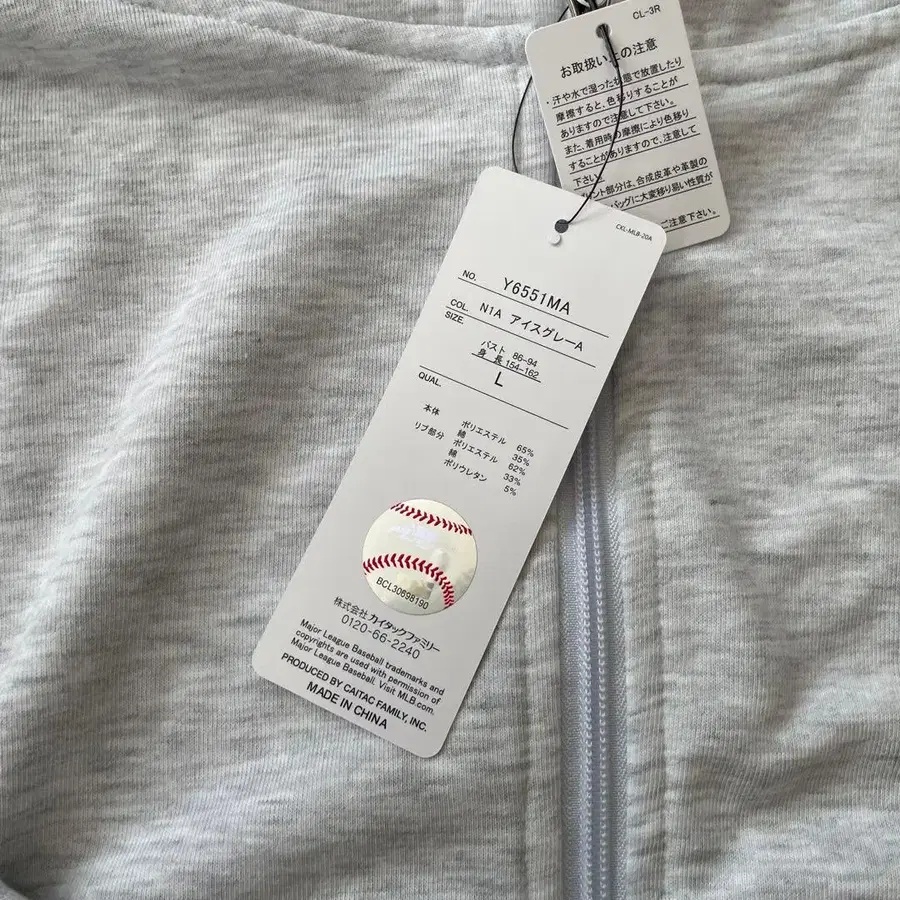 CL-3R
お取扱い上の注意
・汗や水で湿った状態で放置したり
摩擦すると、色移りすることが
ありますので注意して下さい。
また、着用時の摩擦により色移り
することがありますので、注意して
下さい。
リント部分は、合成皮革や革製の
バッグに大変移り易い性質が
ご注意下さい。
CKL-MLB-20A
NO. Y6551MA
COL. N1A アイスグレーA
SIZE.
バスト 86-94
身長 154-162
L
QUAL.
本体 ポリエステル 65%
綿 35%
リブ部分 ポリエステル 62%
綿 33%
ポリウレタン 5%
BCL30698190
株式会社 カイタックファミリー
0120-66-2240
Major League Baseball trademarks and
copyrights are used with permission of
Major League Baseball. Visit MLB.com.
PRODUCED BY CAITAC FAMILY, INC.
MADE IN CHINA